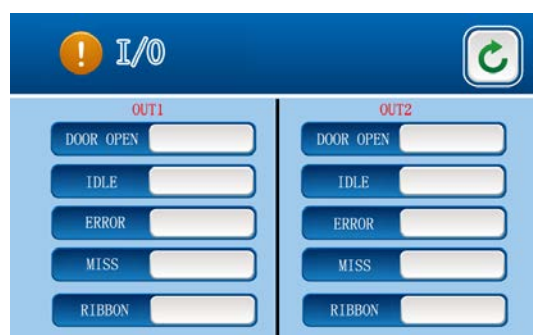 ! I/O
OUT1
DOOR OPEN
IDLE
ERROR
MISS
RIBBON
OUT2
DOOR OPEN
IDLE
ERROR
MISS
RIBBON